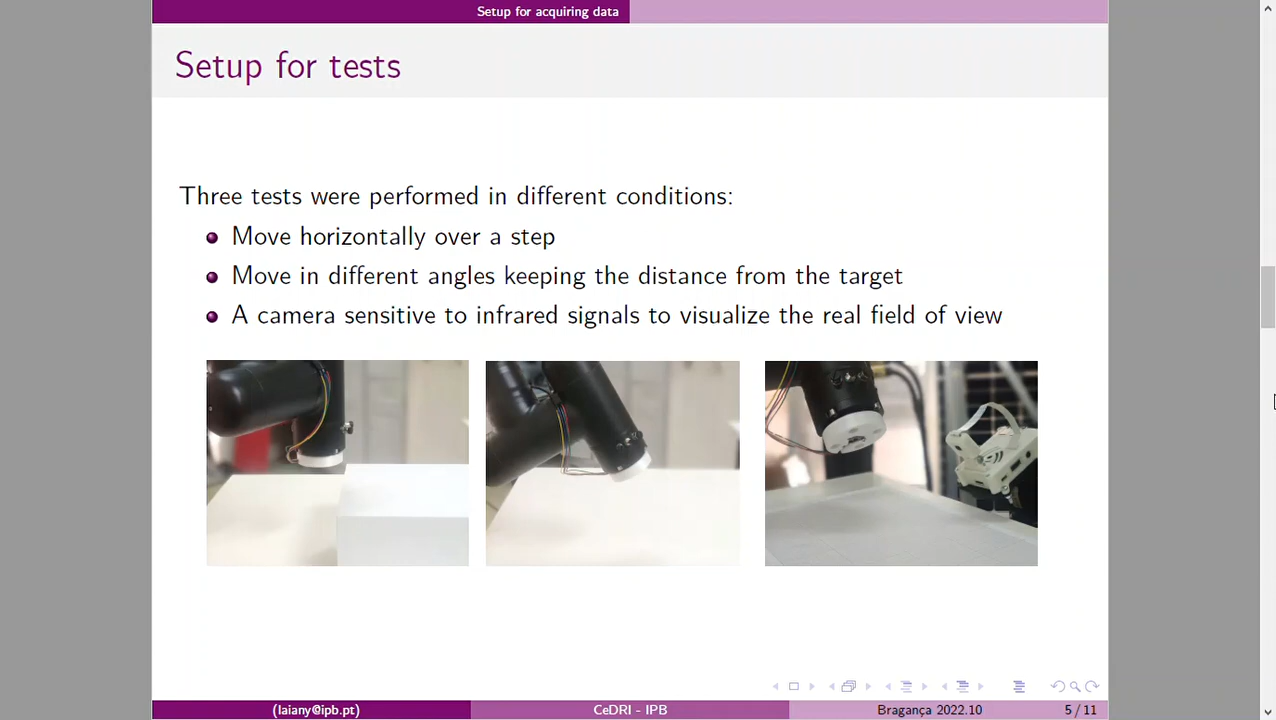 Setup for acquiring data
Setup for tests
Three tests were performed in different conditions:
Move horizontally over a step
Move in different angles keeping the distance from the target
A camera sensitive to infrared signals to visualize the real field of view
(laiany@ipb.pt)
CeDRI - IPB
Bragança 2022.10
5 / 11